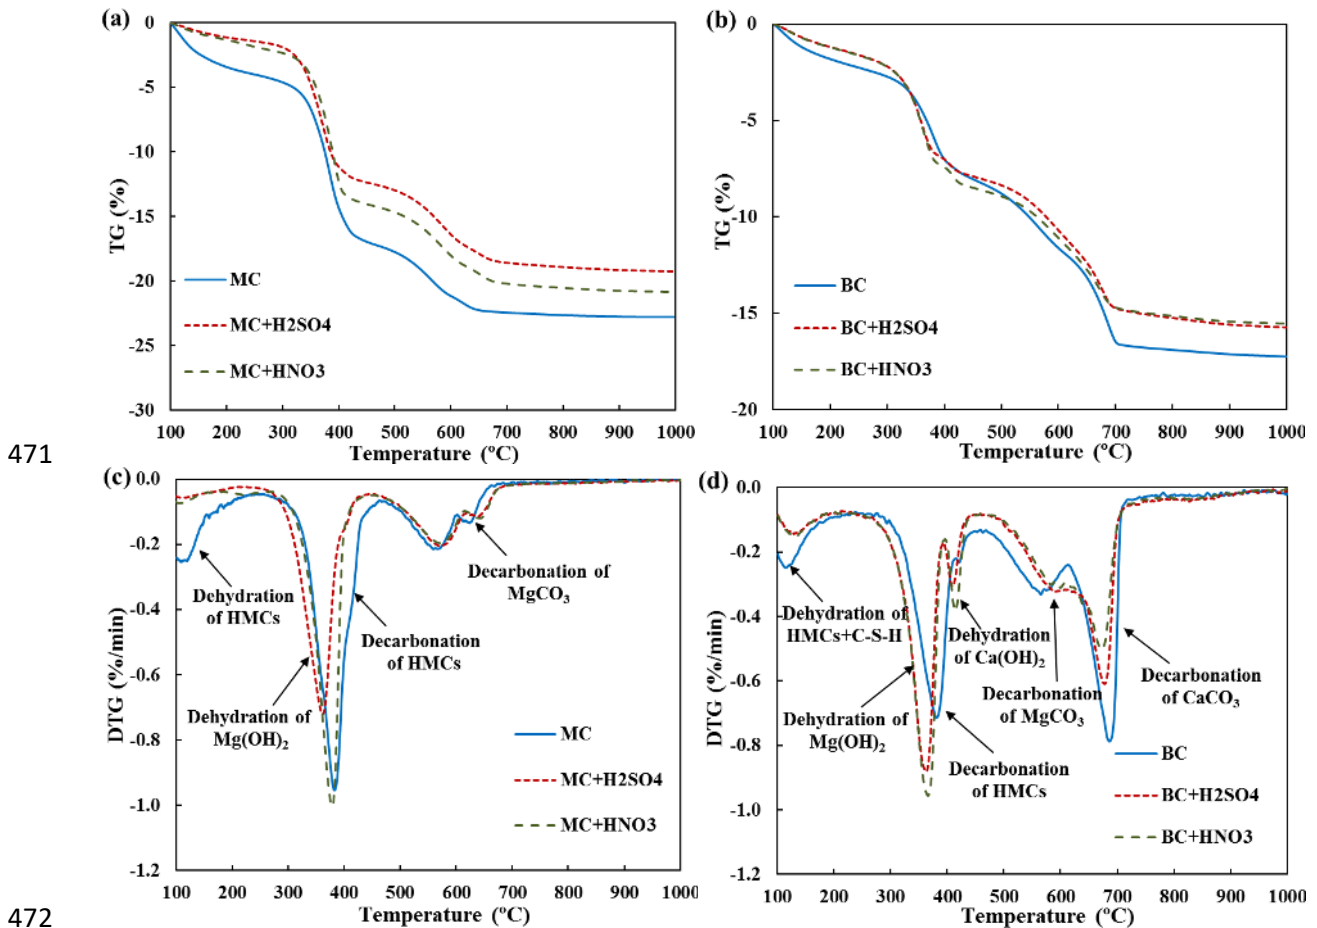 (a)
0
-5
-10
-15
-20
-25
-30
TG (%)
MC
MC+H2SO4
MC+HNO3
100 200 300 400 500 600 700 800 900 1000
Temperature (ºC)
(b)
0
-5
-10
-15
-20
TG (%)
BC
BC+H2SO4
BC+HNO3
100 200 300 400 500 600 700 800 900 1000
Temperature (ºC)
471
(c)
0.0
-0.2
-0.4
-0.6
-0.8
-1.0
-1.2
DTG (%/min)
Dehydration
of HMCs
Decarbonation of
MgCO3
Decarbonation
of HMCs
Dehydration of
Mg(OH)2
MC
MC+H2SO4
MC+HNO3
100 200 300 400 500 600 700 800 900 1000
Temperature (ºC)
(d)
0.0
-0.2
-0.4
-0.6
-0.8
-1.0
-1.2
DTG (%/min)
Dehydration of
HMCs+C-S-H
Dehydration
of Ca(OH)2
Decarbonation
of MgCO3
Decarbonation
of CaCO3
Dehydration of
Mg(OH)2
Decarbonation
of HMCs
BC
BC+H2SO4
BC+HNO3
100 200 300 400 500 600 700 800 900 1000
Temperature (ºC)
472